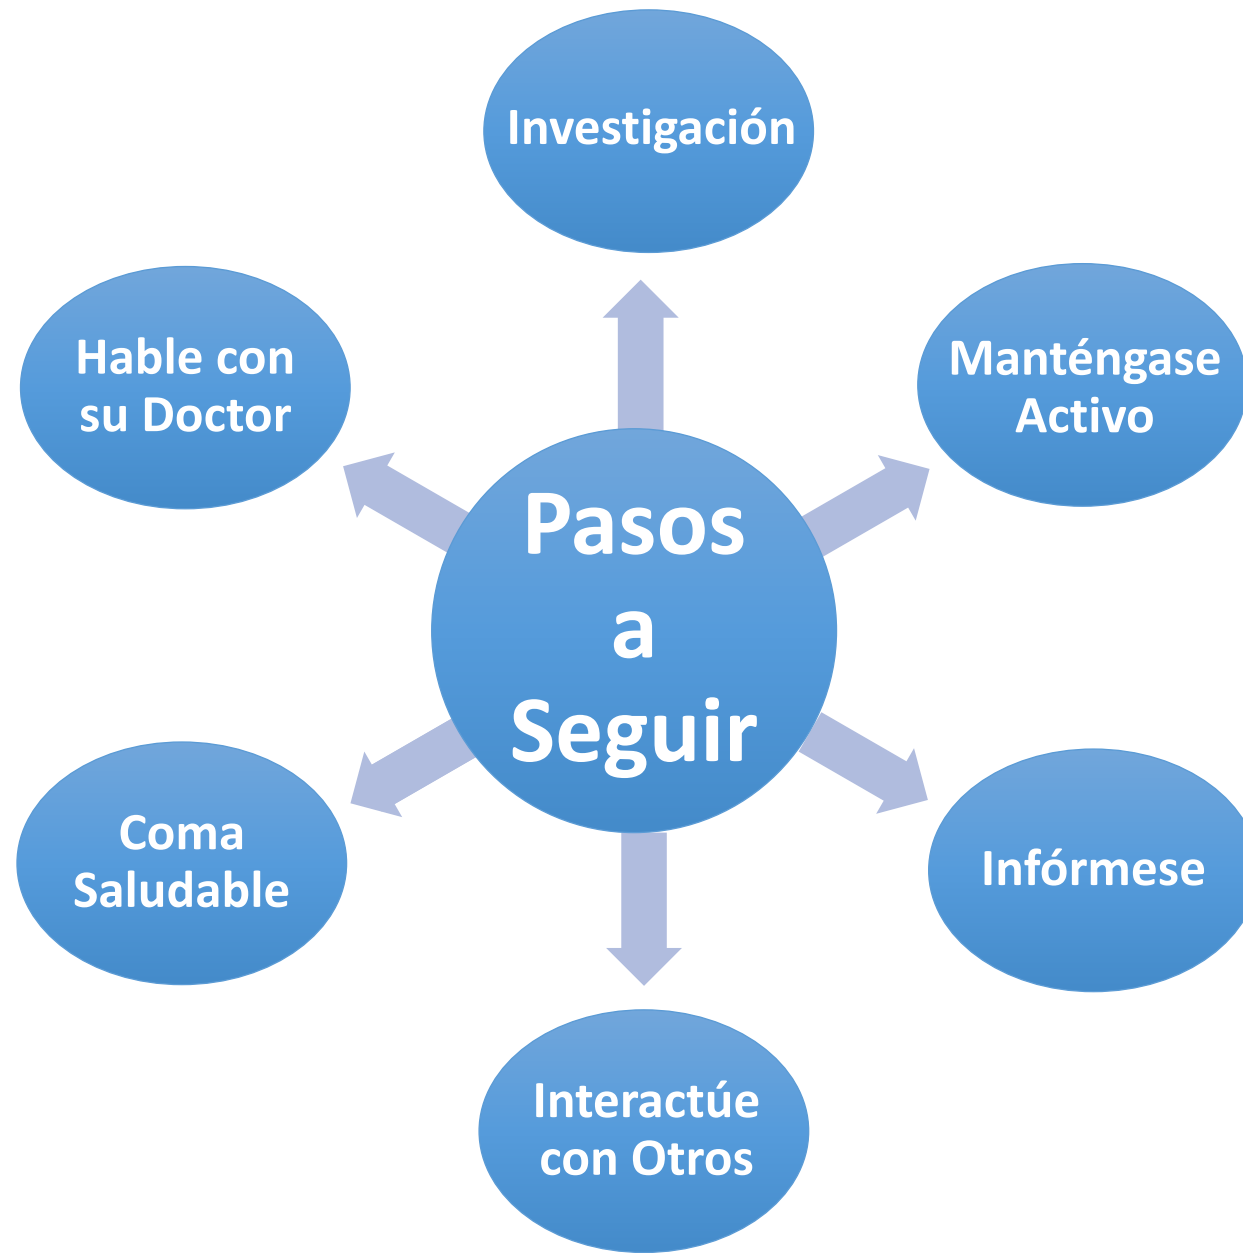 Investigación
Hable con
su Doctor
Manténgase
Activo
Pasos
a
Seguir
Coma
Saludable
Infórmese
Interactúe
con Otros